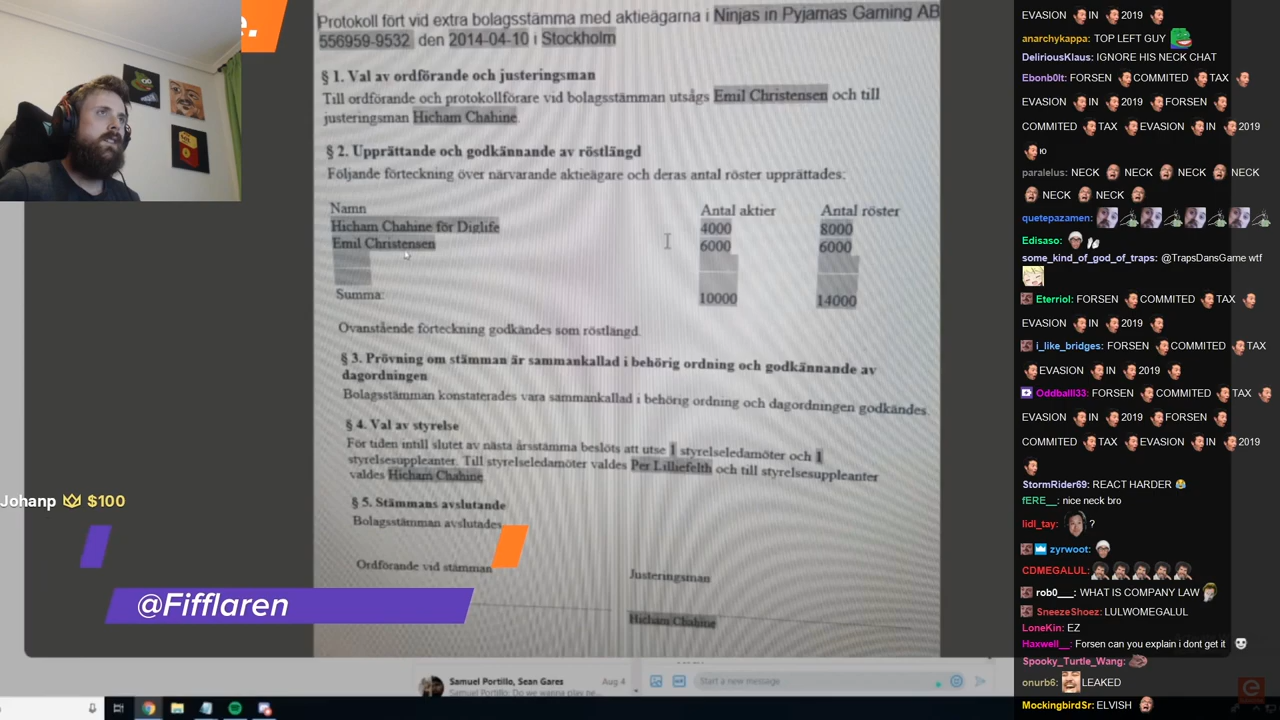 e.
Protokoll fört vid extra bolagsstämma med aktieägarna i Ninjas in Pyjamas Gaming AB
556959-9532 den 2014-04-10 i Stockholm
§ 1. Val av ordförande och justeringsman
Till ordförande och protokollförare vid bolagsstämman utsågs Emil Christensen och till
justeringsman Hicham Chahine.
§ 2. Upprättande och godkännande av röstlängd
Följande förteckning över närvarande aktieägare och deras antal röster upprättades:
Namn Antal aktier Antal röster
Hicham Chahine för Diglife 4000 8000
Emil Christensen 6000 6000
Summa: 10000 14000
Ovanstående förteckning godkändes som röstlängd.
§ 3. Prövning om stämman är sammankallad i behörig ordning och godkännande av
dagordningen
Bolagsstämman konstaterades vara sammankallad i behörig ordning och dagordningen godkändes.
§ 4. Val av styrelse
För tiden intill slutet av nästa årsstämma beslöts att utse 1 styrelseledamöter och 1
styrelsesuppleanter. Till styrelseledamöter valdes Per Lilliefelth och till styrelsesuppleanter
valdes Hicham Chahine
§ 5. Stämmans avslutande
Bolagsstämman avslutades
Ordförande vid stämman
Justeringsman
Hicham Chahine
Johanp $100
@Fifflaren
Samuel Portillo, Sean Gares Aug 4
Samuel Portillo: Do we wanna play
Start a new message
EVASION IN 2019
anarchykappa: TOP LEFT GUY
DeliriousKlaus: IGNORE HIS NECK CHAT
Ebonb0lt: FORSEN COMMITED TAX
EVASION IN 2019 FORSEN
COMMITED TAX EVASION IN 2019
ю
paralelus: NECK NECK NECK NECK
NECK NECK
quetepazamen:
Edisaso:
some_kind_of_god_of_traps: @TrapsDansGame wtf
Eterriol: FORSEN COMMITED TAX
EVASION IN 2019
i_like_bridges: FORSEN COMMITED TAX
EVASION IN 2019
Oddballl33: FORSEN COMMITED TAX
EVASION IN 2019 FORSEN
COMMITED TAX EVASION IN 2019
StormRider69: REACT HARDER 😂
fERE__: nice neck bro
lidl_tay: ?
zyrwoot:
CDMEGALUL:
rob0___: WHAT IS COMPANY LAW
SneezeShoez: LULWOMEGALUL
LoneKin: EZ
Haxwell__: Forsen can you explain i dont get it
Spooky_Turtle_Wang:
onurb6: LEAKED
MockingbirdSr: ELVISH